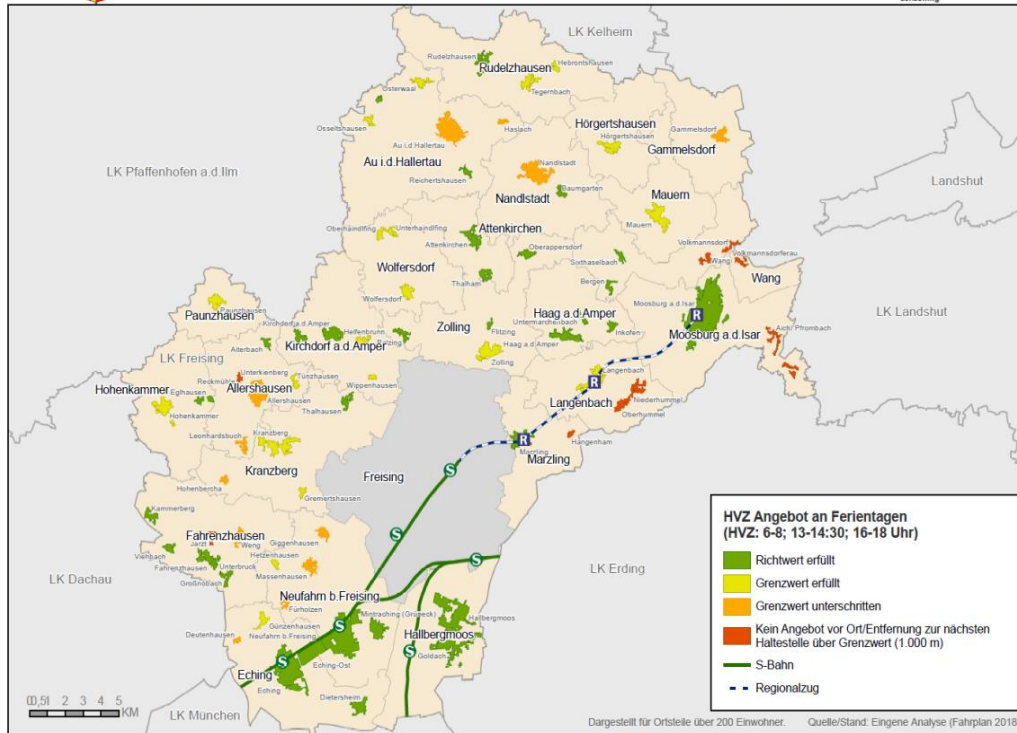 LK Kelheim
Rudelzhausen
Hebrontshausen
Rudelzhausen
Osterwaal
Tegernbach
Osseltshausen
Haslach
Hörgertshausen
Hörgertshausen
Gammelsdorf
Gammelsdorf
Au i.d.Hallertau
Au i.d.Hallertau
LK Pfaffenhofen a.d.Ilm
Reichertshausen
Nandlstadt
Nandlstadt
Baumgarten
Mauern
Mauern
Landshut
Oberhaindlfing
Unterhaindlfing
Attenkirchen
Attenkirchen
Oberappersdorf
Sixthaselbach
Volkmannsdorf
Volkmannsdorferau
Wang
Wang
Wolfersdorf
Wolfersdorf
Thalham
Bergen
Paunzhausen
Paunzhausen
Zolling
Haag a.d.Amper
Untermarchenbach
Moosburg a.d.Isar
R
Moosburg a.d.Isar
LK Landshut
Kirchdorf a.d.Amper
Helfenbrunn
Kirchdorf a.d.Amper
Palzing
Flitzing
Haag a.d.Amper
Inkofen
Aich/ Pfrombach
Aiterbach
Zolling
LK Freising
Reckmühle
Unterkienberg
Tünzhausen
Wippenhausen
Langenbach
R
Langenbach
Hohenkammer
Eglhausen
Allershausen
Allershausen
Thalhausen
Niederhummel
Oberhummel
Hohenkammer
Leonhardsbuch
Kranzberg
Kranzberg
R
Marzling
Marzling
Hangenham
Hohenbercha
Gremertshausen
Freising
S
Kammerberg
Fahrenzhausen
Jarzt
Weng
Giggenhausen
S
Viehbach
Fahrenzhausen
Unterbruck
Hetzenhausen
Großnöbach
Massenhausen
S
LK Dachau
LK Erding
Neufahrn b.Freising
Fürholzen
Mintraching (Grüneck)
Günzenhausen
S
Hallbergmoos
Hallbergmoos
Deutenhausen
Neufahrn b.Freising
S
Goldach
S
Eching
Eching-Ost
Eching
Dietersheim
LK München
HVZ Angebot an Ferientagen
(HVZ: 6-8; 13-14:30; 16-18 Uhr)
Richtwert erfüllt
Grenzwert erfüllt
Grenzwert unterschritten
Kein Angebot vor Ort/Entfernung zur nächsten
Haltestelle über Grenzwert (1.000 m)
S-Bahn
Regionalzug
2 3 4 5
KM
Dargestellt für Ortsteile über 200 Einwohner. Quelle/Stand: Eingene Analyse (Fahrplan 2018